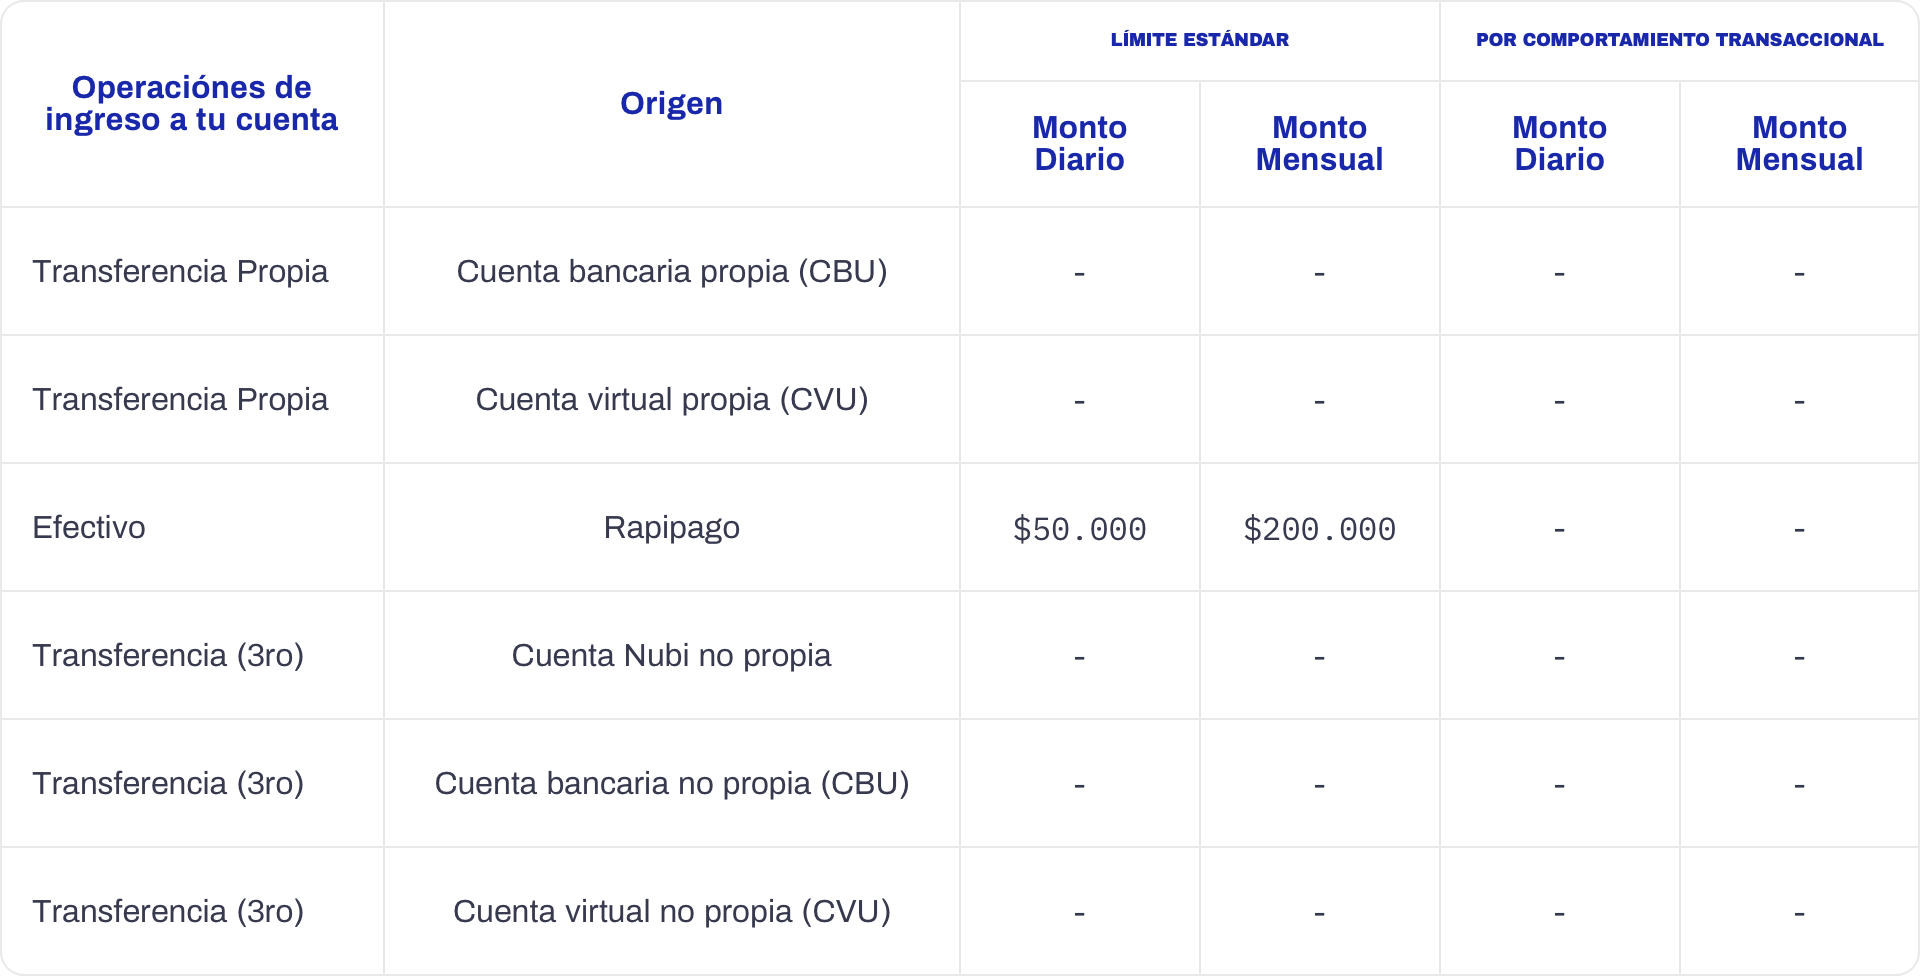 Operaciónes de
ingreso a tu cuenta
Origen
LÍMITE ESTÁNDAR
POR COMPORTAMIENTO TRANSACCIONAL
Monto
Diario
Monto
Mensual
Monto
Diario
Monto
Mensual
Transferencia Propia Cuenta bancaria propia (CBU) - - - -
Transferencia Propia Cuenta virtual propia (CVU) - - - -
Efectivo Rapipago $50.000 $200.000 - -
Transferencia (3ro) Cuenta Nubi no propia - - - -
Transferencia (3ro) Cuenta bancaria no propia (CBU) - - - -
Transferencia (3ro) Cuenta virtual no propia (CVU) - - - -